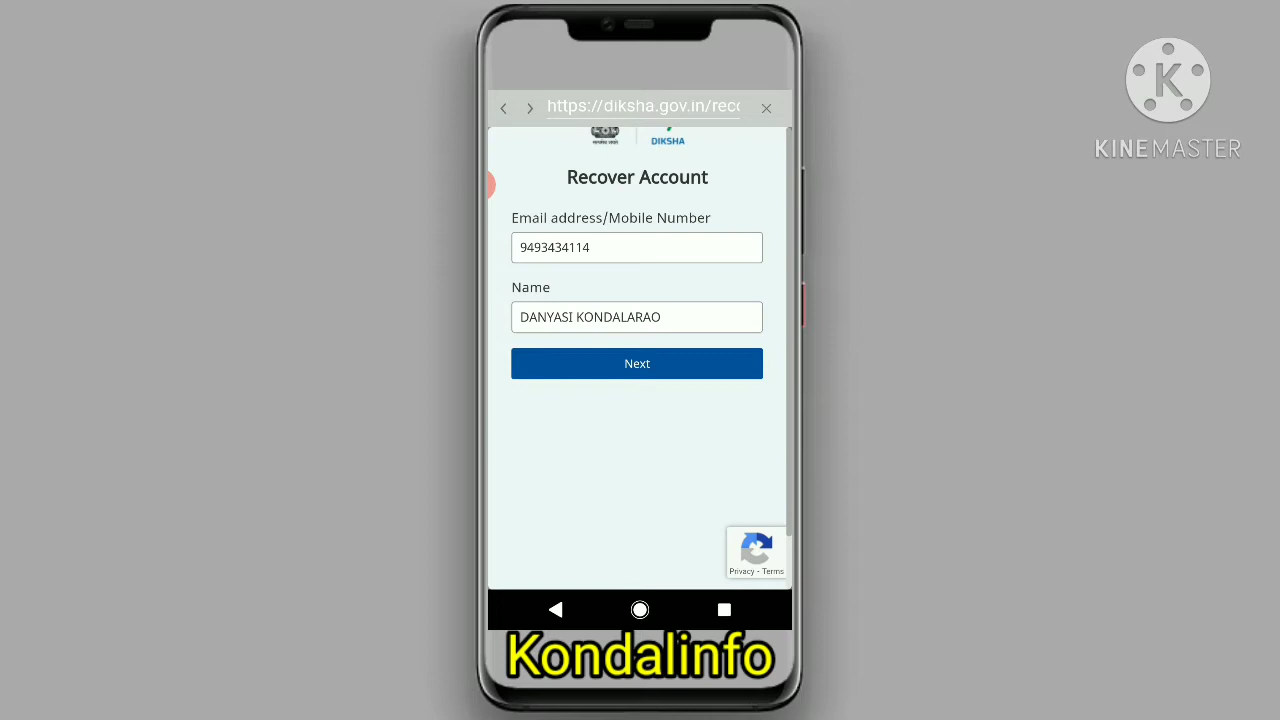 https://diksha.gov.in/reco
DIKSHA
Recover Account
Email address/Mobile Number
9493434114
Name
DANYASI KONDALARAO
Next
Privacy - Terms
Kondalinfo
K
KINEMASTER